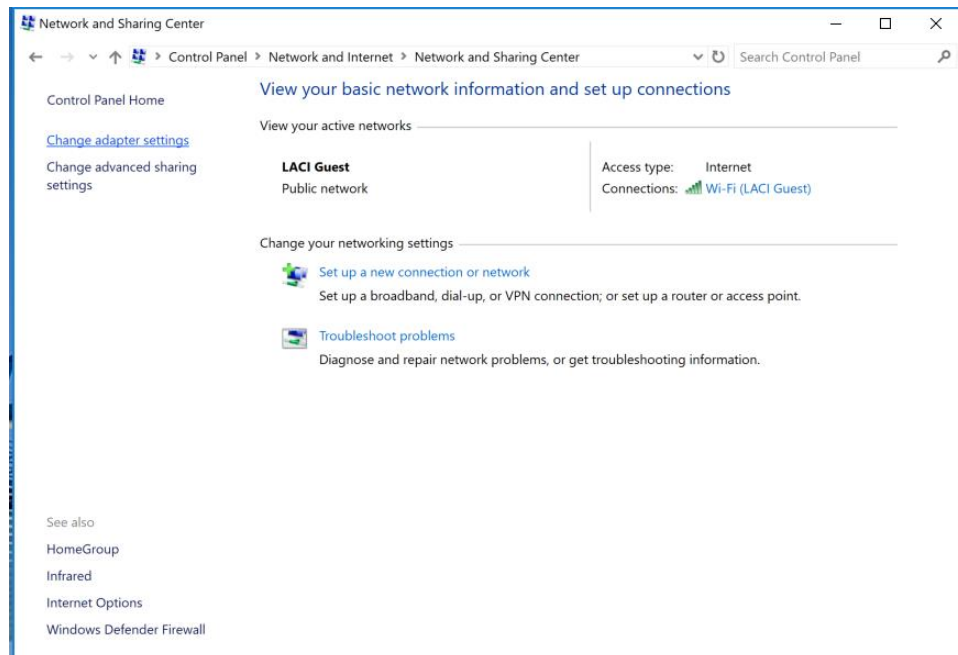 Network and Sharing Center
Control Panel > Network and Internet > Network and Sharing Center
Search Control Panel
Control Panel Home
Change adapter settings
Change advanced sharing
settings
View your basic network information and set up connections
View your active networks
LACI Guest
Public network
Access type: Internet
Connections: Wi-Fi (LACI Guest)
Change your networking settings
Set up a new connection or network
Set up a broadband, dial-up, or VPN connection; or set up a router or access point.
Troubleshoot problems
Diagnose and repair network problems, or get troubleshooting information.
See also
HomeGroup
Infrared
Internet Options
Windows Defender Firewall